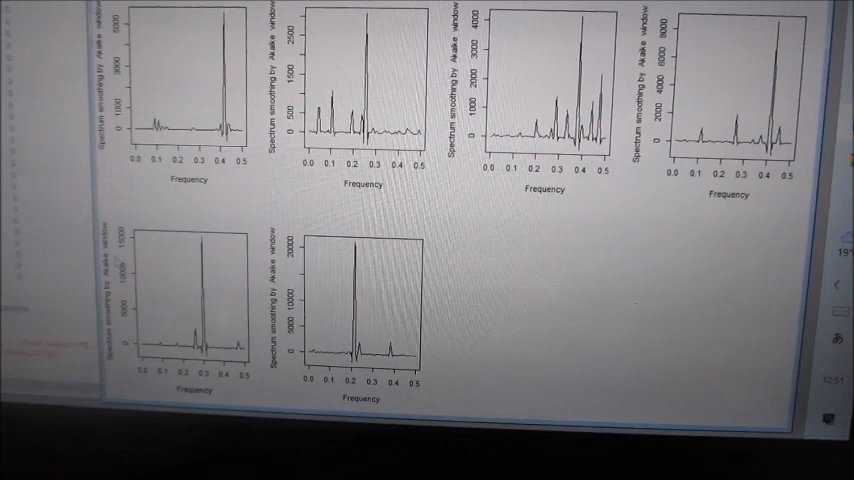 Spectrum smoothing by Akaike window
5000
3000
1000
0
0.0 0.1 0.2 0.3 0.4 0.5
Frequency
Spectrum smoothing by Akaike window
2500
1500
500
0
0.0 0.1 0.2 0.3 0.4 0.5
Frequency
Spectrum smoothing by Akaike window
4000
3000
2000
1000
0
0.0 0.1 0.2 0.3 0.4 0.5
Frequency
Spectrum smoothing by Akaike window
8000
6000
4000
2000
0
0.0 0.1 0.2 0.3 0.4 0.5
Frequency
Spectrum smoothing by Akaike window
15000
10000
5000
0
0.0 0.1 0.2 0.3 0.4 0.5
Frequency
Spectrum smoothing by Akaike window
20000
10000
5000
0
0.0 0.1 0.2 0.3 0.4 0.5
Frequency
19°
あ
12:51